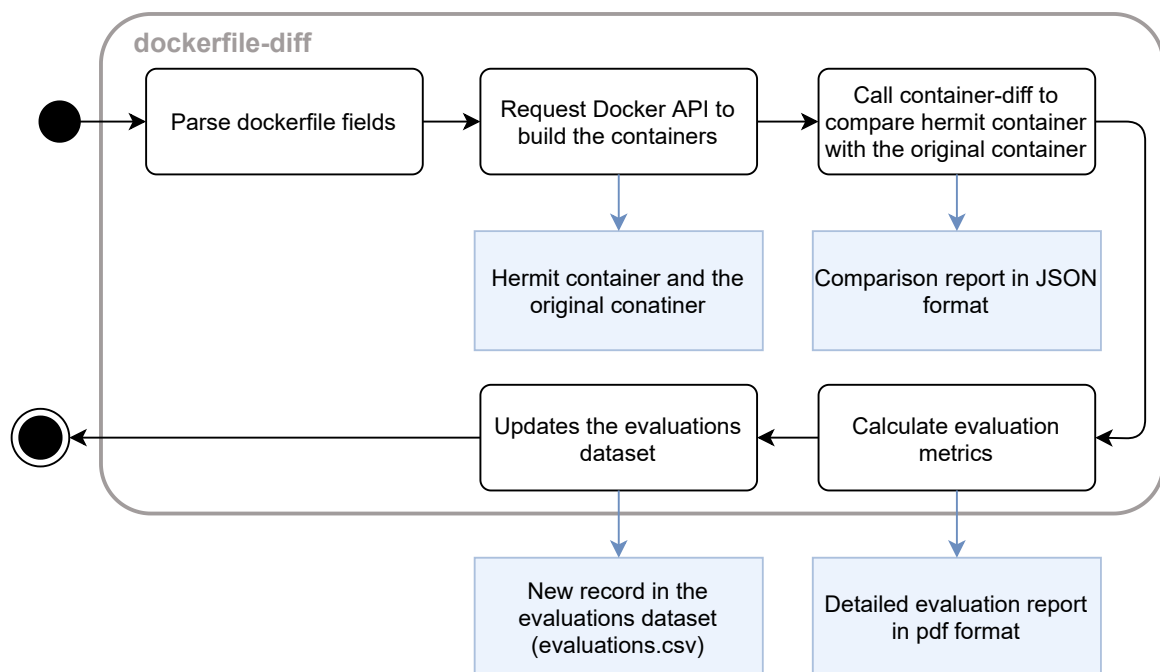 dockerfile-diff
Parse dockerfile fields
Request Docker API to
build the containers
Call container-diff to
compare hermit container
with the original container
Hermit container and the
original conatiner
Comparison report in JSON
format
Updates the evaluations
dataset
Calculate evaluation
metrics
New record in the
evaluations dataset
(evaluations.csv)
Detailed evaluation report
in pdf format